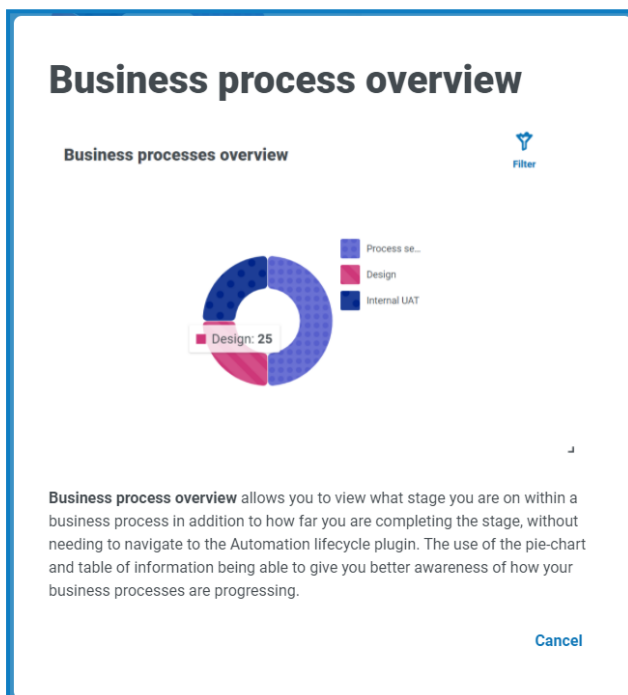 Business process overview
Business processes overview
Filter
Process se...
Design
Internal UAT
Design: 25
Business process overview allows you to view what stage you are on within a
business process in addition to how far you are completing the stage, without
needing to navigate to the Automation lifecycle plugin. The use of the pie-chart
and table of information being able to give you better awareness of how your
business processes are progressing.
Cancel